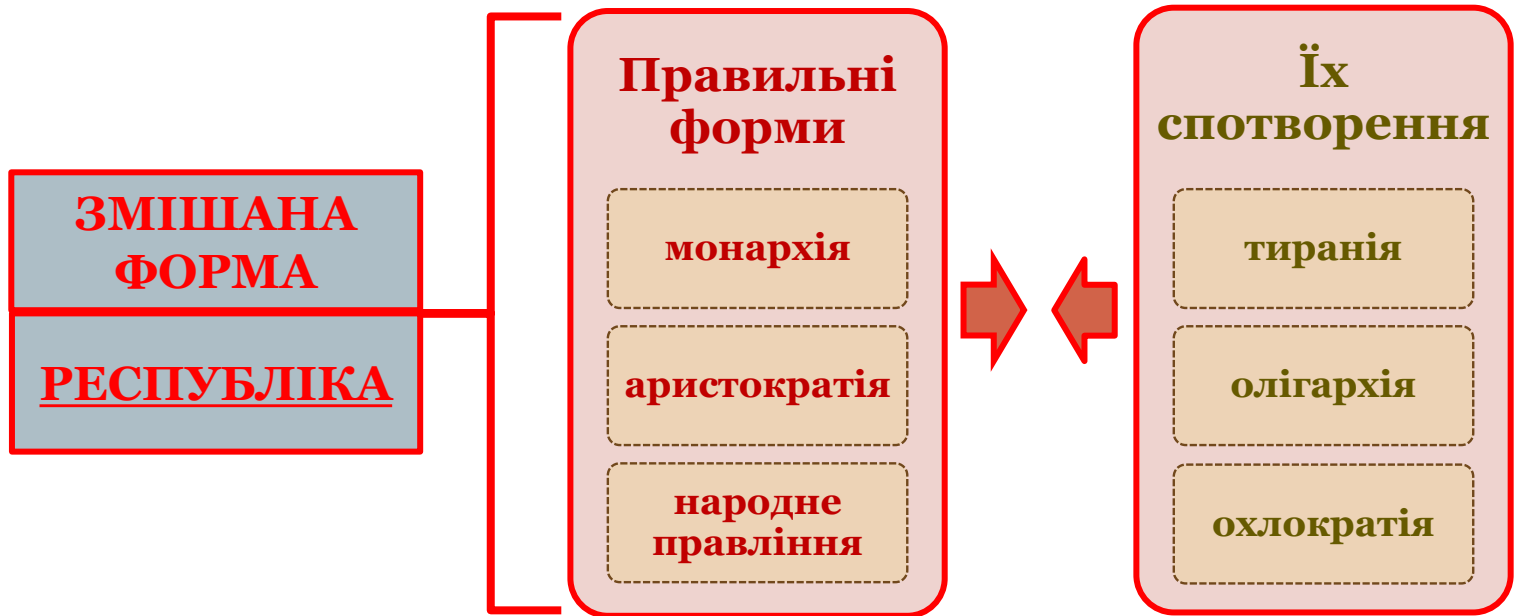 ЗМІШАНА
ФОРМА
РЕСПУБЛІКА
Правильні
форми
монархія
аристократія
народне
правління
Їх
спотворення
тиранія
олігархія
охлократія